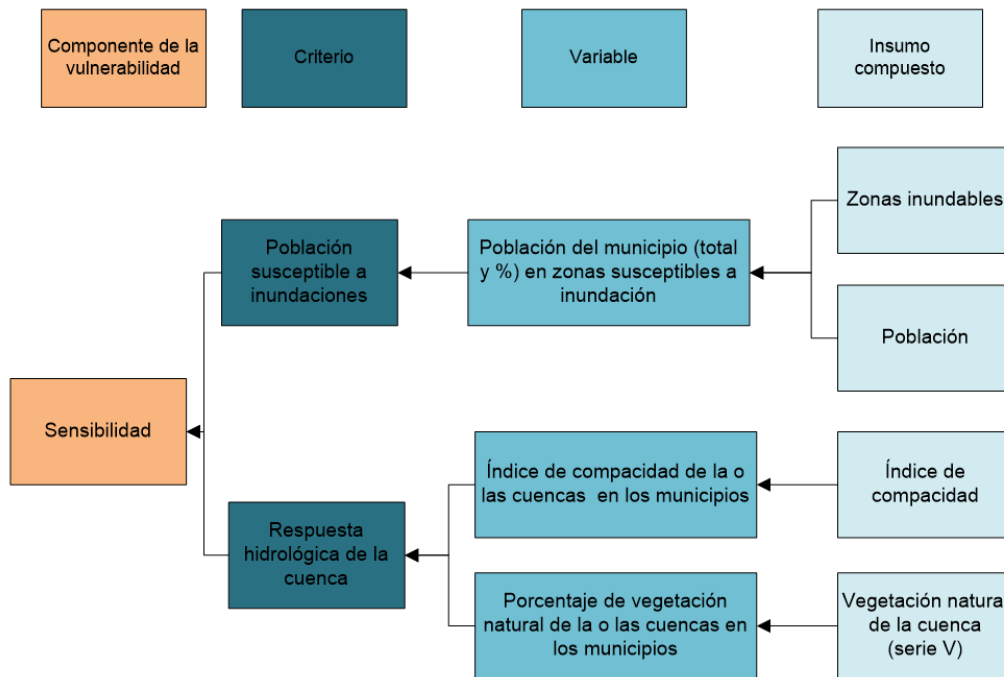 Componente de la
vulnerabilidad
Criterio
Variable
Insumo
compuesto
Zonas inundables
Población
susceptible a
inundaciones
Población del municipio (total
y %) en zonas susceptibles a
inundación
Población
Sensibilidad
Índice de compacidad de la o
las cuencas en los municipios
Índice de
compacidad
Respuesta
hidrológica de la
cuenca
Porcentaje de vegetación
natural de la o las cuencas en
los municipios
Vegetación natural
de la cuenca
(serie V)